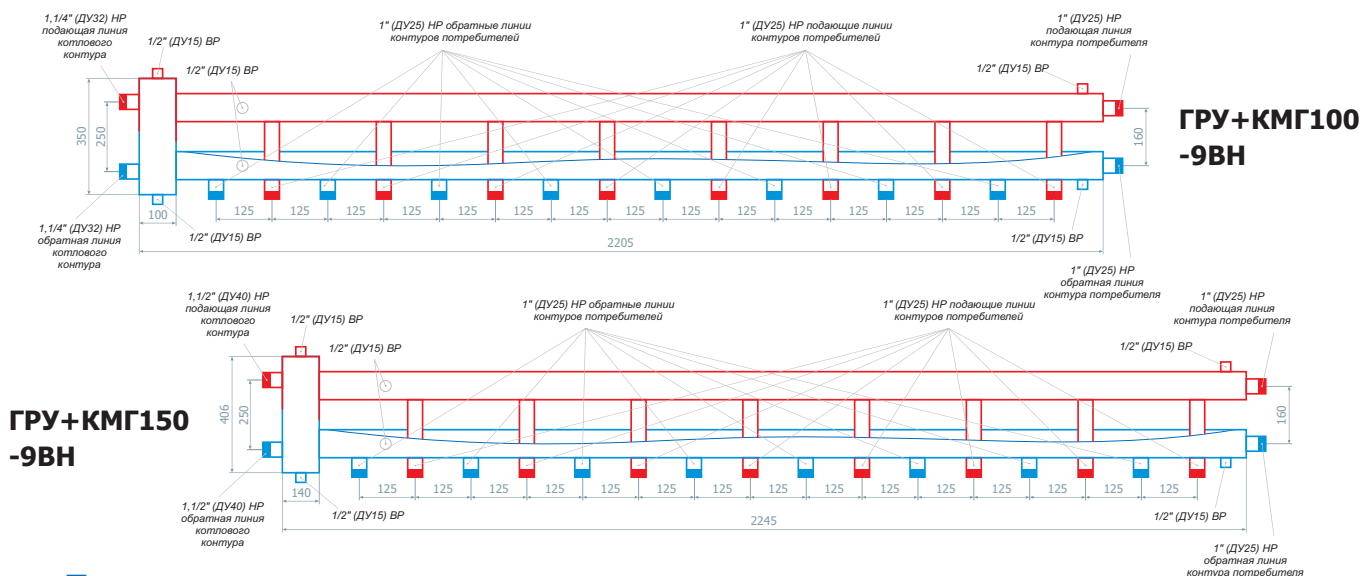 1,1/4" (ДУ32) НР
подающая линия
котлового
контура
1/2" (ДУ15) ВР
1/2" (ДУ15) ВР
1" (ДУ25) НР обратные линии
контуров потребителей
1" (ДУ25) НР подающие линии
контуров потребителей
1" (ДУ25) НР
подающая линия
контура потребителя
1/2" (ДУ15) ВР
350
250
160
ГРУ+КМГ100
-9ВН
100
125 125 125 125 125 125 125 125 125 125 125 125 125 125 125
1,1/4" (ДУ32) НР
обратная линия
котлового
контура
1/2" (ДУ15) ВР
1/2" (ДУ15) ВР
2205
1" (ДУ25) НР
обратная линия
контура потребителя
1,1/2" (ДУ40) НР
подающая линия
котлового
контура
1/2" (ДУ15) ВР
1/2" (ДУ15) ВР
1" (ДУ25) НР обратные линии
контуров потребителей
1" (ДУ25) НР подающие линии
контуров потребителей
1" (ДУ25) НР
подающая линия
контура потребителя
1/2" (ДУ15) ВР
ГРУ+КМГ150
-9ВН
406
250
160
140
125 125 125 125 125 125 125 125 125 125 125 125 125 125 125
1,1/2" (ДУ40) НР
обратная линия
котлового
контура
1/2" (ДУ15) ВР
1/2" (ДУ15) ВР
2245
1" (ДУ25) НР
обратная линия
контура потребителя